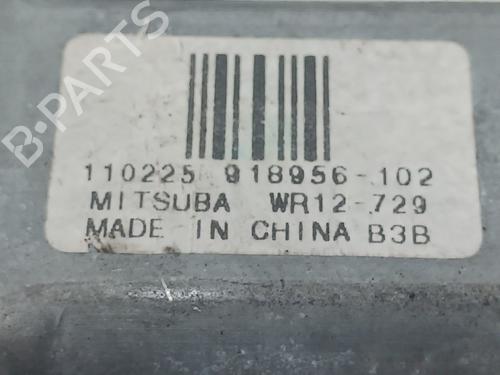 B-PARTS
110225 918956-102
MITSUBA WR12-729
MADE IN CHINA B3B